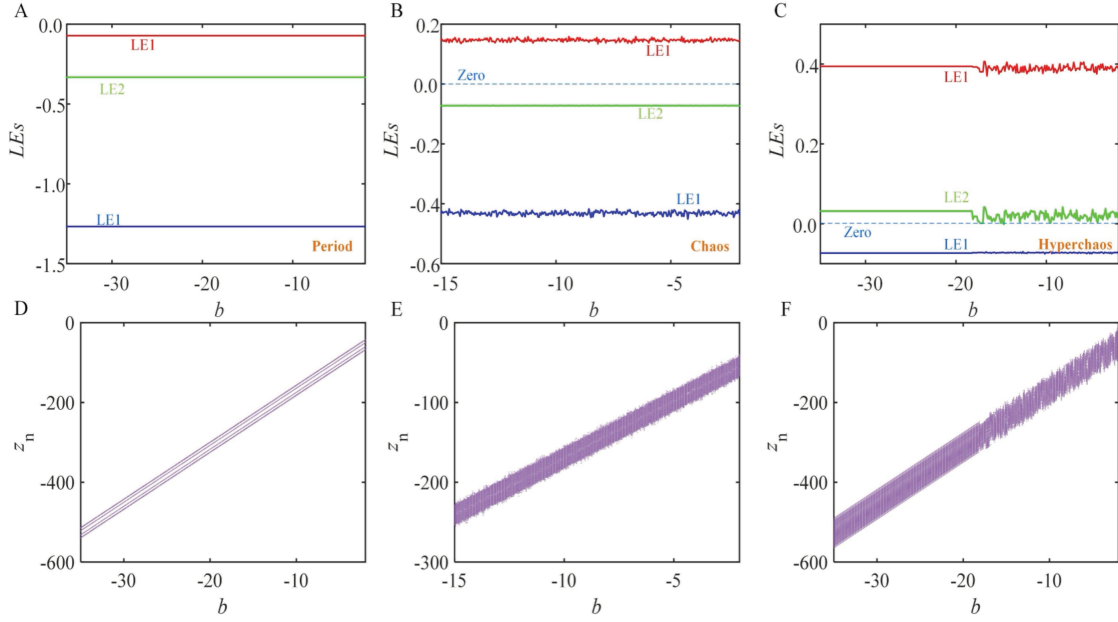 A
0.0
-0.5
-1.0
-1.5
LEs
LE1
LE2
LE1
Period
-30
-20
-10
b
B
0.2
0.0
-0.2
-0.4
-0.6
LEs
LE1
Zero
LE2
LE1
Chaos
-15
-10
-5
b
C
0.4
0.2
0.0
LEs
LE1
LE2
Zero
LE1
Hyperchaos
-30
-20
-10
b
D
0
-200
-400
-600
zn
-30
-20
-10
b
E
0
-100
-200
-300
zn
-15
-10
-5
b
F
0
-200
-400
-600
zn
-30
-20
-10
b